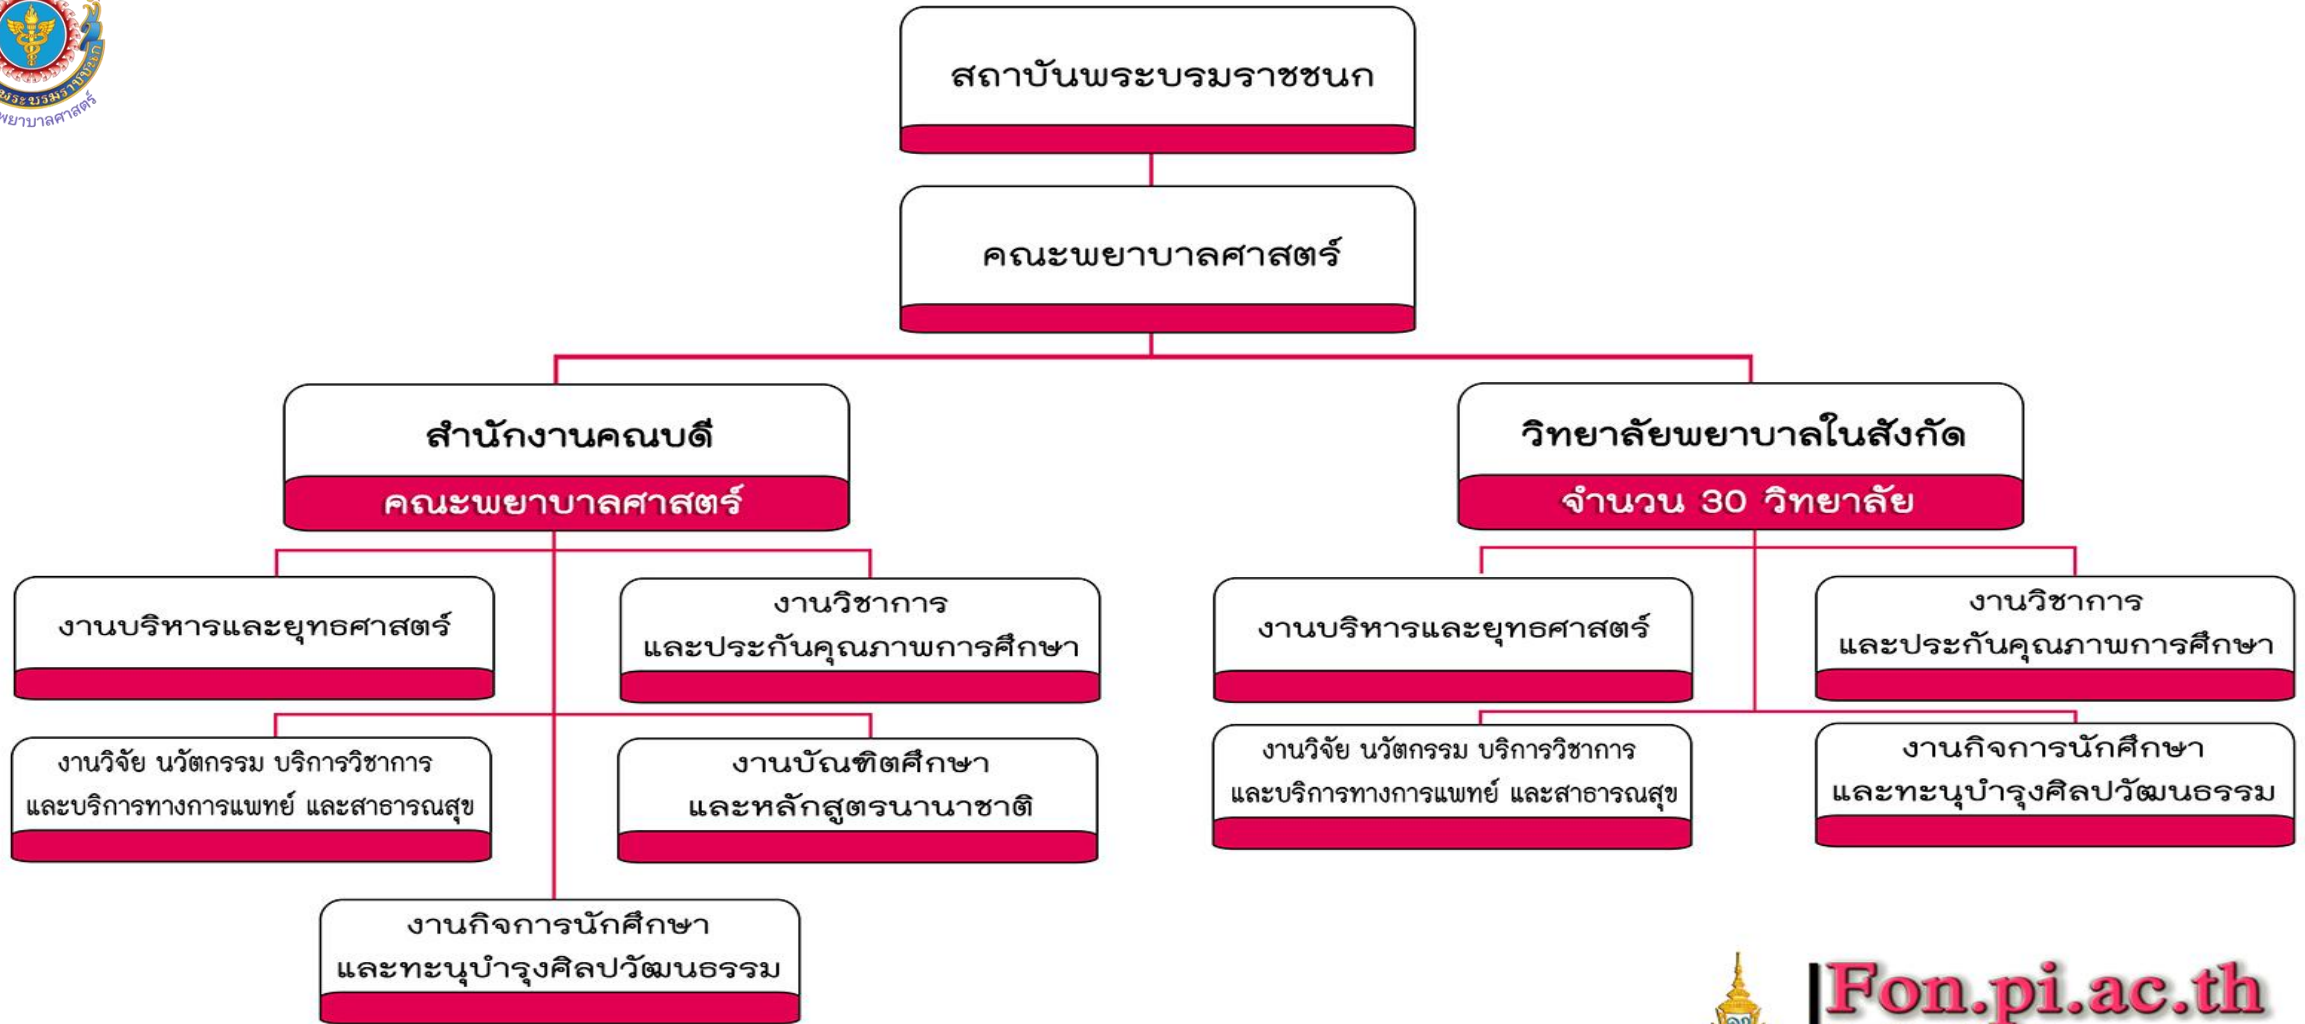 พยาบาลศาสตร์
สถาบันพระบรมราชชนก
คณะพยาบาลศาสตร์
สำนักงานคณบดี
คณะพยาบาลศาสตร์
วิทยาลัยพยาบาลในสังกัด
จำนวน 30 วิทยาลัย
งานบริหารและยุทธศาสตร์
งานวิชาการ
และประกันคุณภาพการศึกษา
งานบริหารและยุทธศาสตร์
งานวิชาการ
และประกันคุณภาพการศึกษา
งานวิจัย นวัตกรรม บริการวิชาการ
และบริการทางการแพทย์ และสาธารณสุข
งานบัณฑิตศึกษา
และหลักสูตรนานาชาติ
งานวิจัย นวัตกรรม บริการวิชาการ
และบริการทางการแพทย์ และสาธารณสุข
งานกิจการนักศึกษา
และทะนุบำรุงศิลปวัฒนธรรม
งานกิจการนักศึกษา
และทะนุบำรุงศิลปวัฒนธรรม
Fon.pi.ac.th